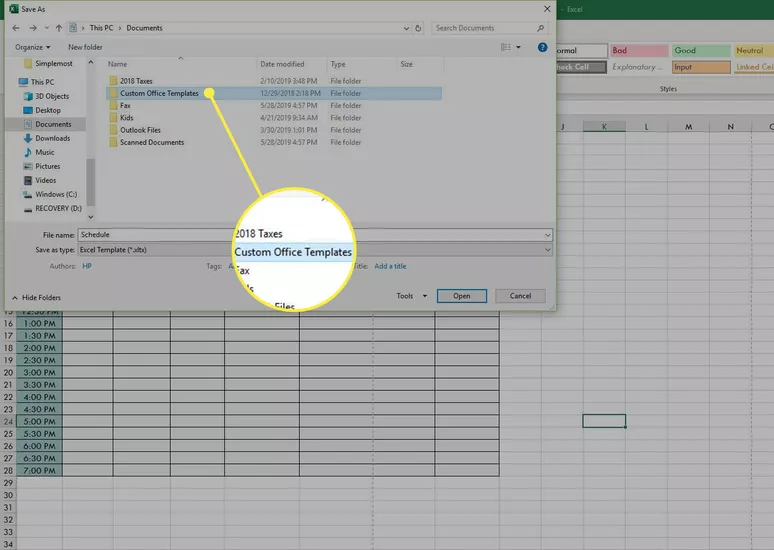 Save As
- Excel
This PC > Documents
Search Documents
Organize
New folder
Simplemost
This PC
3D Objects
Desktop
Documents
Downloads
Music
Pictures
Videos
Windows (C:)
RECOVERY (D:)
Name Date modified Type Size
2018 Taxes 2/10/2019 3:48 PM File folder
Custom Office Templates 12/29/2018 2:18 PM File folder
Fax 5/28/2019 4:57 PM File folder
Kids 4/21/2019 9:34 AM File folder
Outlook Files 3/30/2019 1:01 PM File folder
Scanned Documents 5/28/2019 4:57 PM File folder
2018 Taxes
Custom Office Templates
Fax
Files
File name: Schedule
Save as type: Excel Template (*.xltx)
Authors: HP
Tags:
Title: Add a title
Hide Folders
Tools
Open
Cancel
ormal Bad Good Neutral
heck Cell Explanatory ... Input Linked Cel
Styles
J K L M N
15 12:30 PM
16 1:00 PM
17 1:30 PM
18 2:00 PM
19 2:30 PM
20 3:00 PM
21 3:30 PM
22 4:00 PM
23 4:30 PM
24 5:00 PM
25 5:30 PM
26 6:00 PM
27 6:30 PM
28 7:00 PM
29
30
31
32
33
34